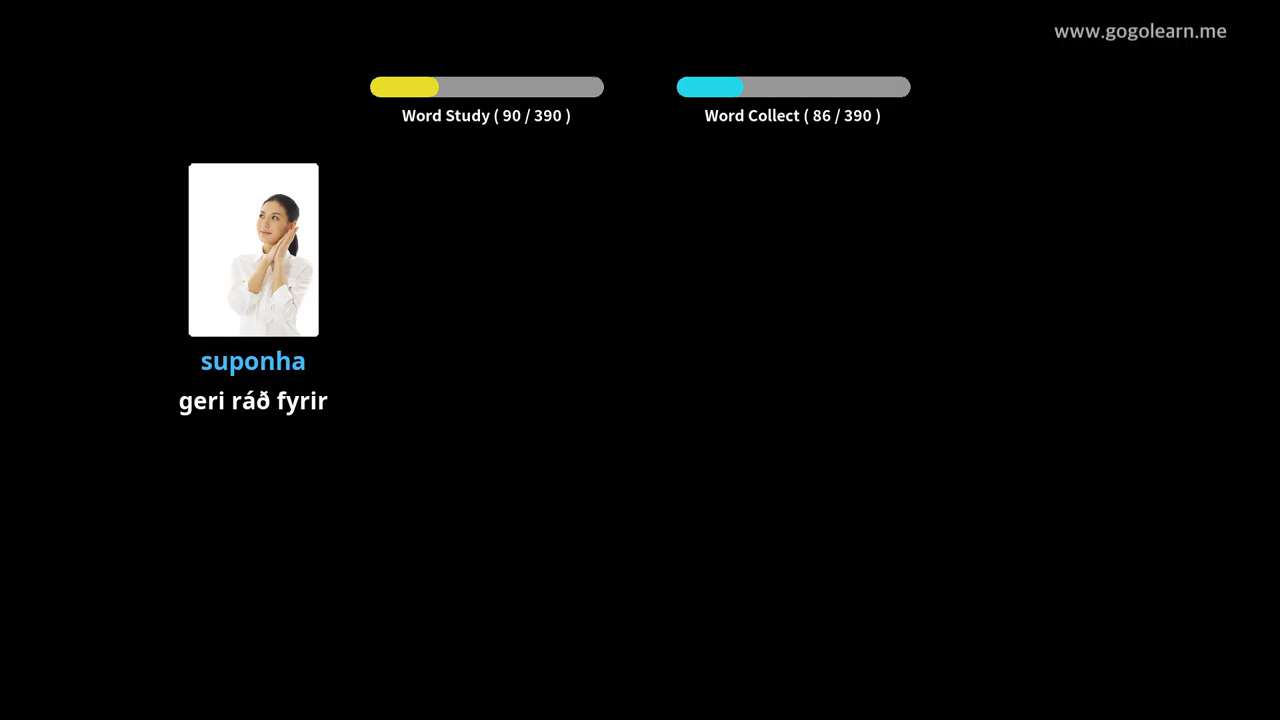 www.gogolearn.me
Word Study ( 90 / 390 )
Word Collect ( 86 / 390 )
suponha
geri ráð fyrir